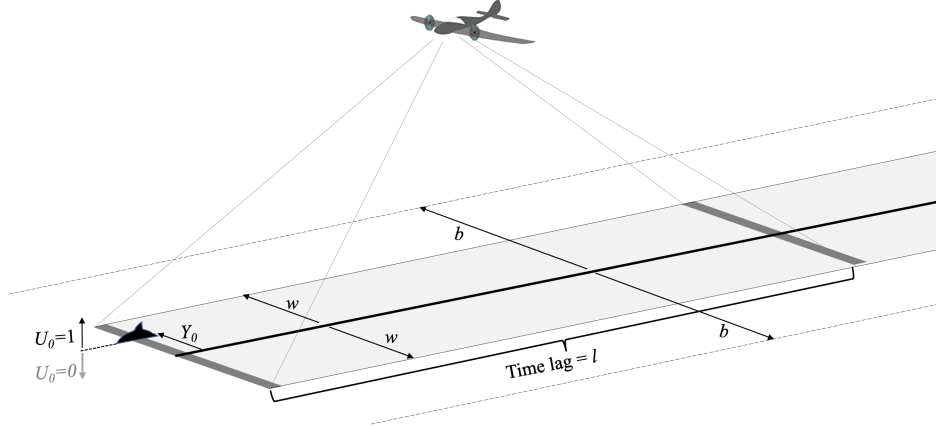 b
w
U₀=1
Y₀
w
b
U₀=0
Time lag = l